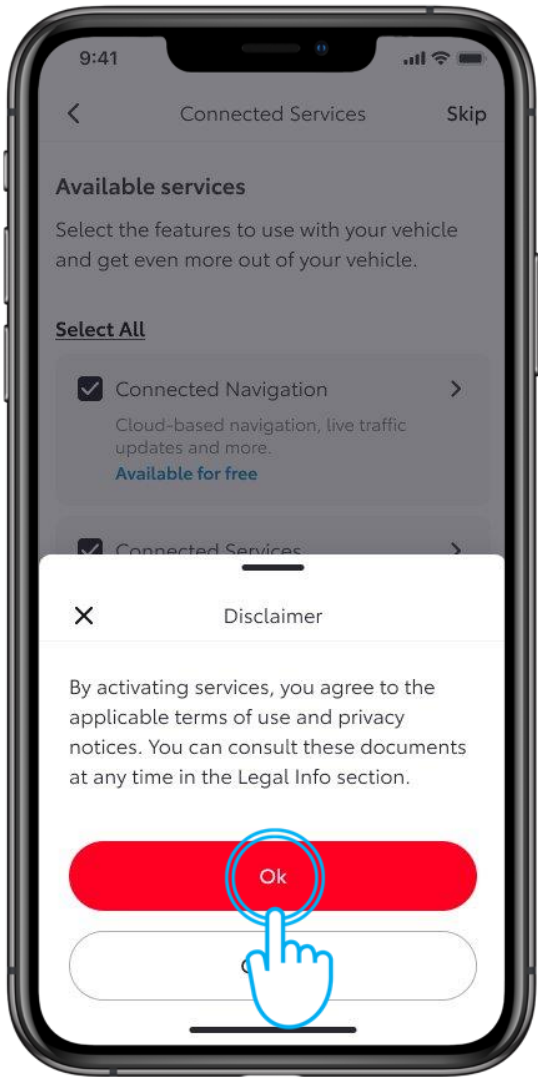 9:41
Connected Services
Skip
Available services
Select the features to use with your vehicle
and get even more out of your vehicle.
Select All
Connected Navigation
Cloud-based navigation, live traffic
updates and more.
Available for free
Connected Services
Disclaimer
By activating services, you agree to the
applicable terms of use and privacy
notices. You can consult these documents
at any time in the Legal Info section.
Ok